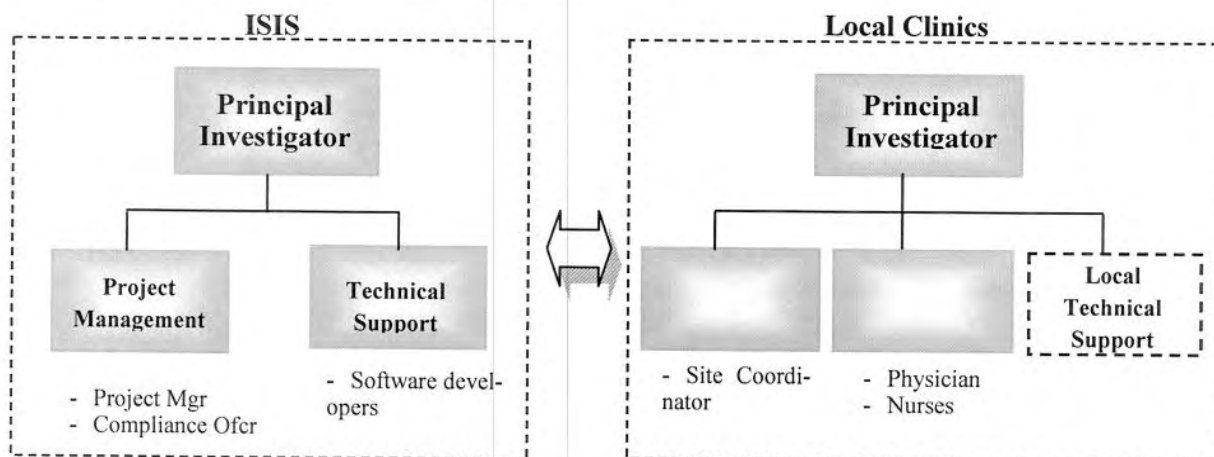 ISIS
Principal
Investigator
Project
Management
Technical
Support
- Project Mgr
- Compliance Ofcr
- Software devel-
opers
Local Clinics
Principal
Investigator
Local
Technical
Support
- Site Coordi-
nator
- Physician
- Nurses